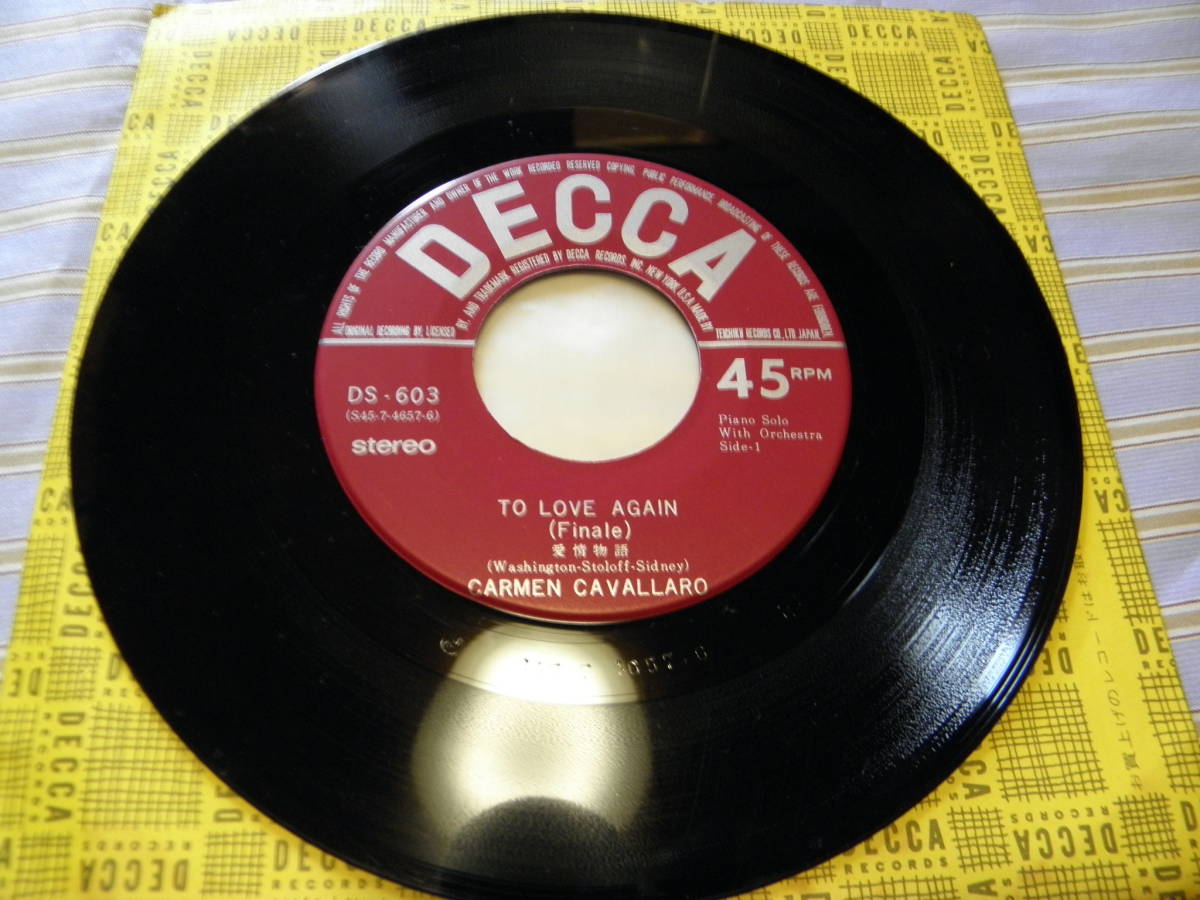 ALL RIGHTS OF THE RECORD MANUFACTURER AND OWNER OF THE WORK RECORDED RESERVED COPYING, PUBLIC PERFORMANCE, BROADCASTING OF THESE RECORDS ARE FORBIDDEN
DECCA
ORIGINAL RECORDING BY, LICENSED BY, AND TRADEMARK REGISTERED BY DECCA RECORDS, INC. NEW YORK, U.S.A. MADE BY TEICHIKU RECORDS CO., LTD. JAPAN.
DS-603
(S45-7-4657-6)
stereo
45 RPM
Piano Solo
With Orchestra
Side-1
TO LOVE AGAIN
(Finale)
愛情物語
(Washington-Stoloff-Sidney)
CARMEN CAVALLARO
DECCA
RECORDS